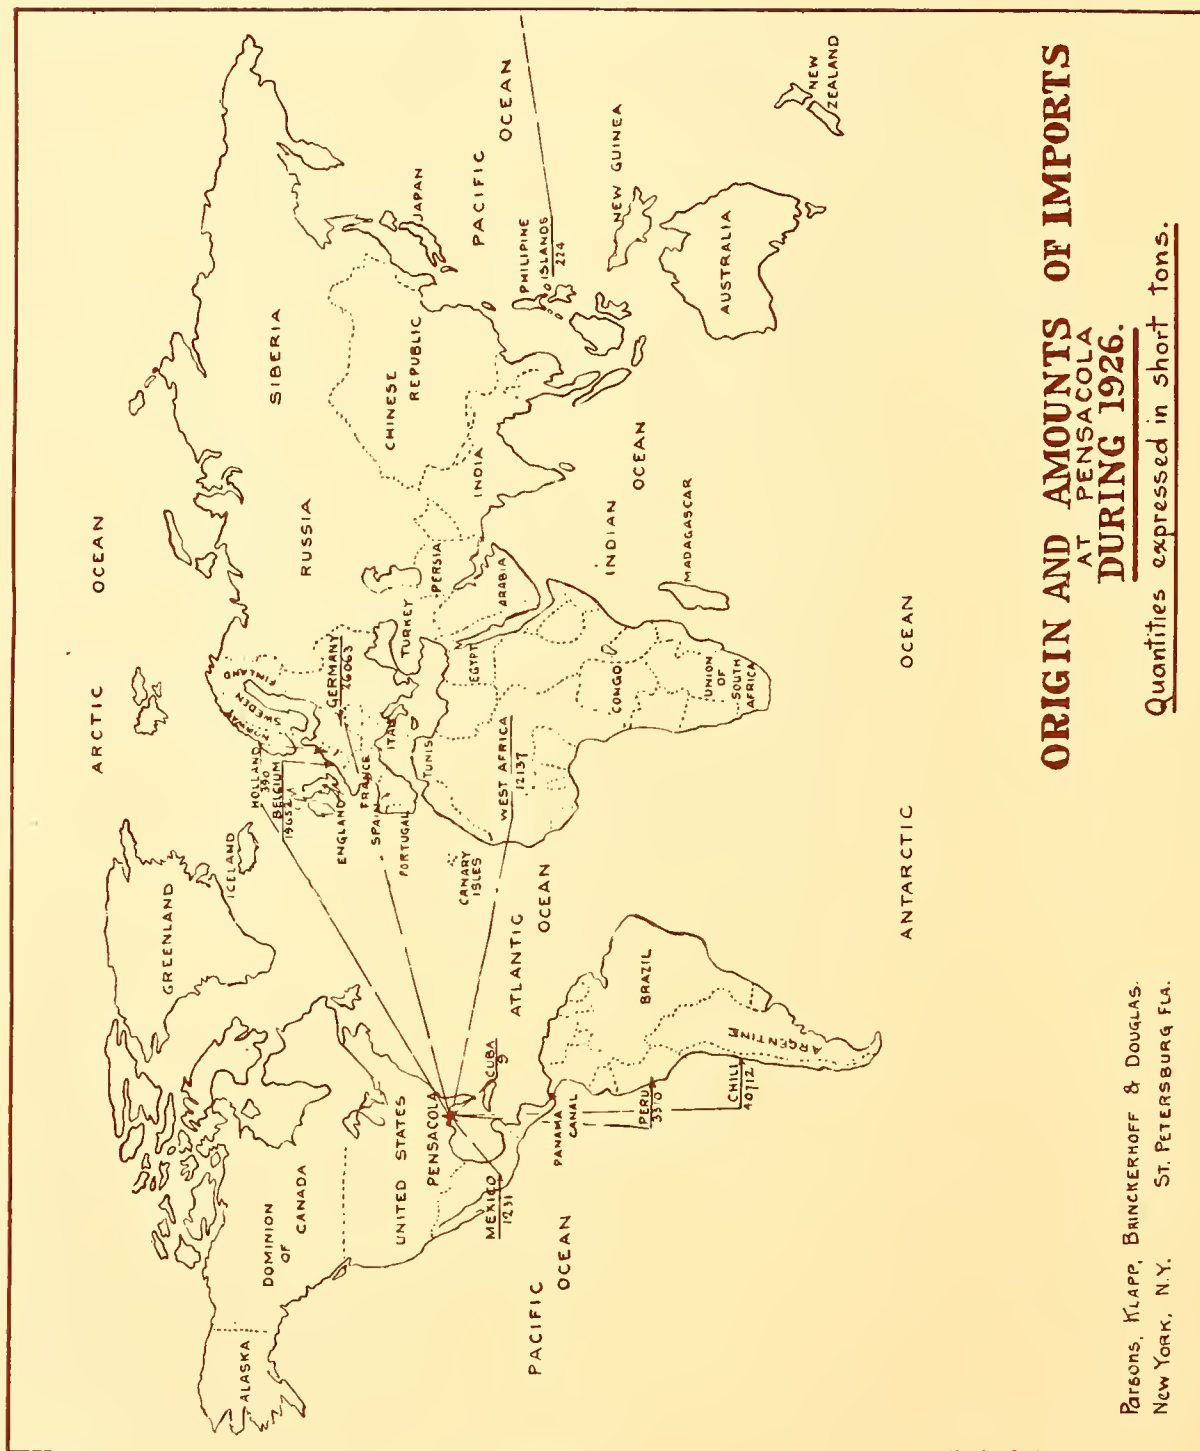 ARCTIC OCEAN
GREENLAND
ICELAND
ALASKA
DOMINION
OF
CANADA
UNITED STATES
PENSACOLA
MEXICO
1231
CUBA
9
PANAMA
CANAL
PERU
CHILI
40712
BRAZIL
ARGENTINE
PACIFIC
OCEAN
ATLANTIC
OCEAN
HOLLAND
390
BELGIUM
19652
NORWAY
SWEDEN
FINLAND
GERMANY
26063
ENGLAND
FRANCE
SPAIN
PORTUGAL
ITALY
TURKEY
TUNIS
EGYPT
CANARY
ISLES
WEST AFRICA
12137
CONGO
UNION
OF
SOUTH
AFRICA
MADAGASCAR
ARABIA
PERSIA
RUSSIA
SIBERIA
CHINESE
REPUBLIC
INDIA
INDIAN
OCEAN
JAPAN
PACIFIC
OCEAN
PHILIPINE
ISLANDS
224
NEW GUINEA
AUSTRALIA
NEW
ZEALAND
ANTARCTIC OCEAN
ORIGIN AND AMOUNTS OF IMPORTS
AT PENSACOLA
DURING 1926.
Quantities expressed in short tons.
Parsons, Klapp, Brinckerhoff & Douglas.
New York, N.Y. St. Petersburg Fla.